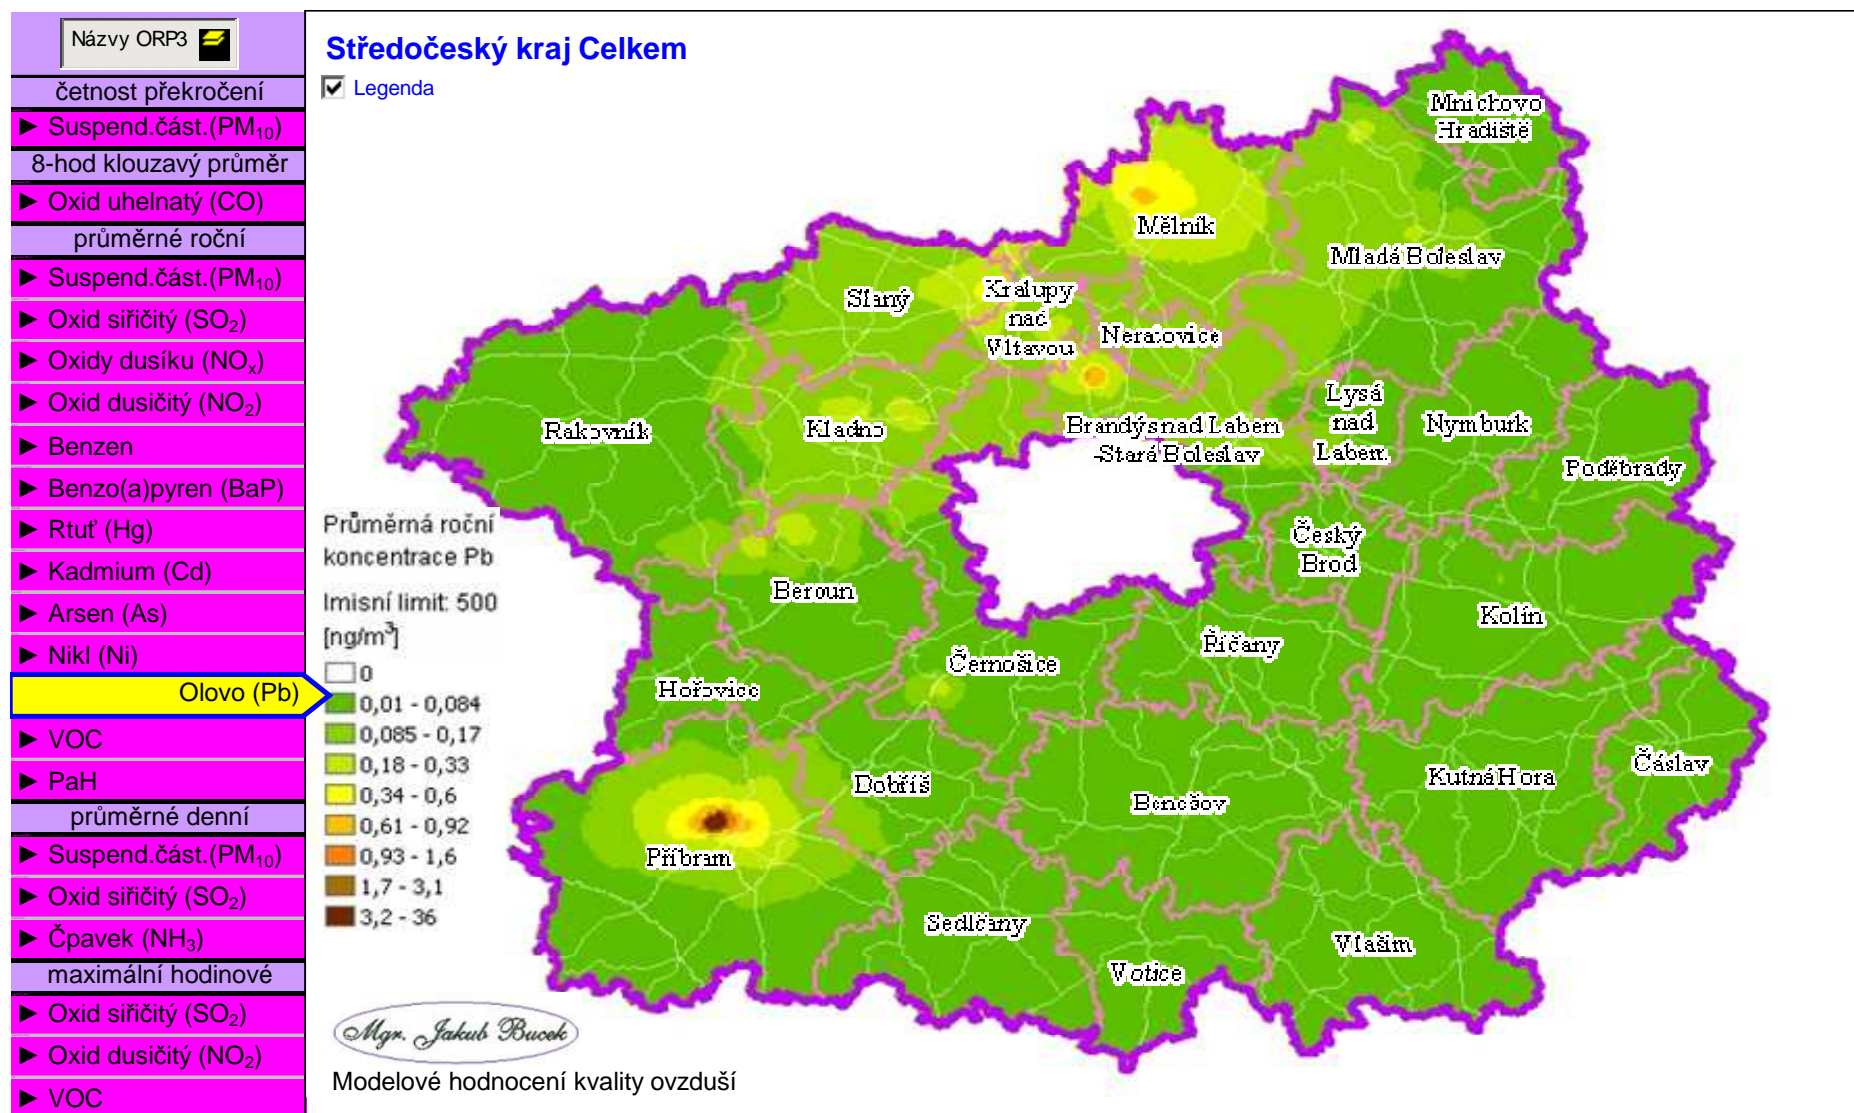 Názvy ORP3
četnost překročení
► Suspend.část.(PM10)
8-hod klouzavý průměr
► Oxid uhelnatý (CO)
průměrné roční
► Suspend.část.(PM10)
► Oxid siřičitý (SO2)
► Oxidy dusíku (NOx)
► Oxid dusičitý (NO2)
► Benzen
► Benzo(a)pyren (BaP)
► Rtuť (Hg)
► Kadmium (Cd)
► Arsen (As)
► Nikl (Ni)
Olovo (Pb)
► VOC
► PaH
průměrné denní
► Suspend.část.(PM10)
► Oxid siřičitý (SO2)
► Čpavek (NH3)
maximální hodinové
► Oxid siřičitý (SO2)
► Oxid dusičitý (NO2)
► VOC
Středočeský kraj Celkem
Legenda
Mnichovo
Hradiště
Mělník
Mladá Boleslav
Slaný
Kralupy
nad
Vltavou
Neratovice
Rakovník
Kladno
Brandýs nad Labem
-Stará Boleslav
Lysá
nad
Labem
Nymburk
Poděbrady
Český
Brod
Beroun
Kolín
Říčany
Černošice
Hořovice
Dobříš
Benešov
Kutná Hora
Čáslav
Příbram
Sedlčany
Votice
Vlašim
Průměrná roční
koncentrace Pb
Imisní limit: 500
[ng/m³]
0
0,01 - 0,084
0,085 - 0,17
0,18 - 0,33
0,34 - 0,6
0,61 - 0,92
0,93 - 1,6
1,7 - 3,1
3,2 - 36
Mgr. Jakub Bucek
Modelové hodnocení kvality ovzduší